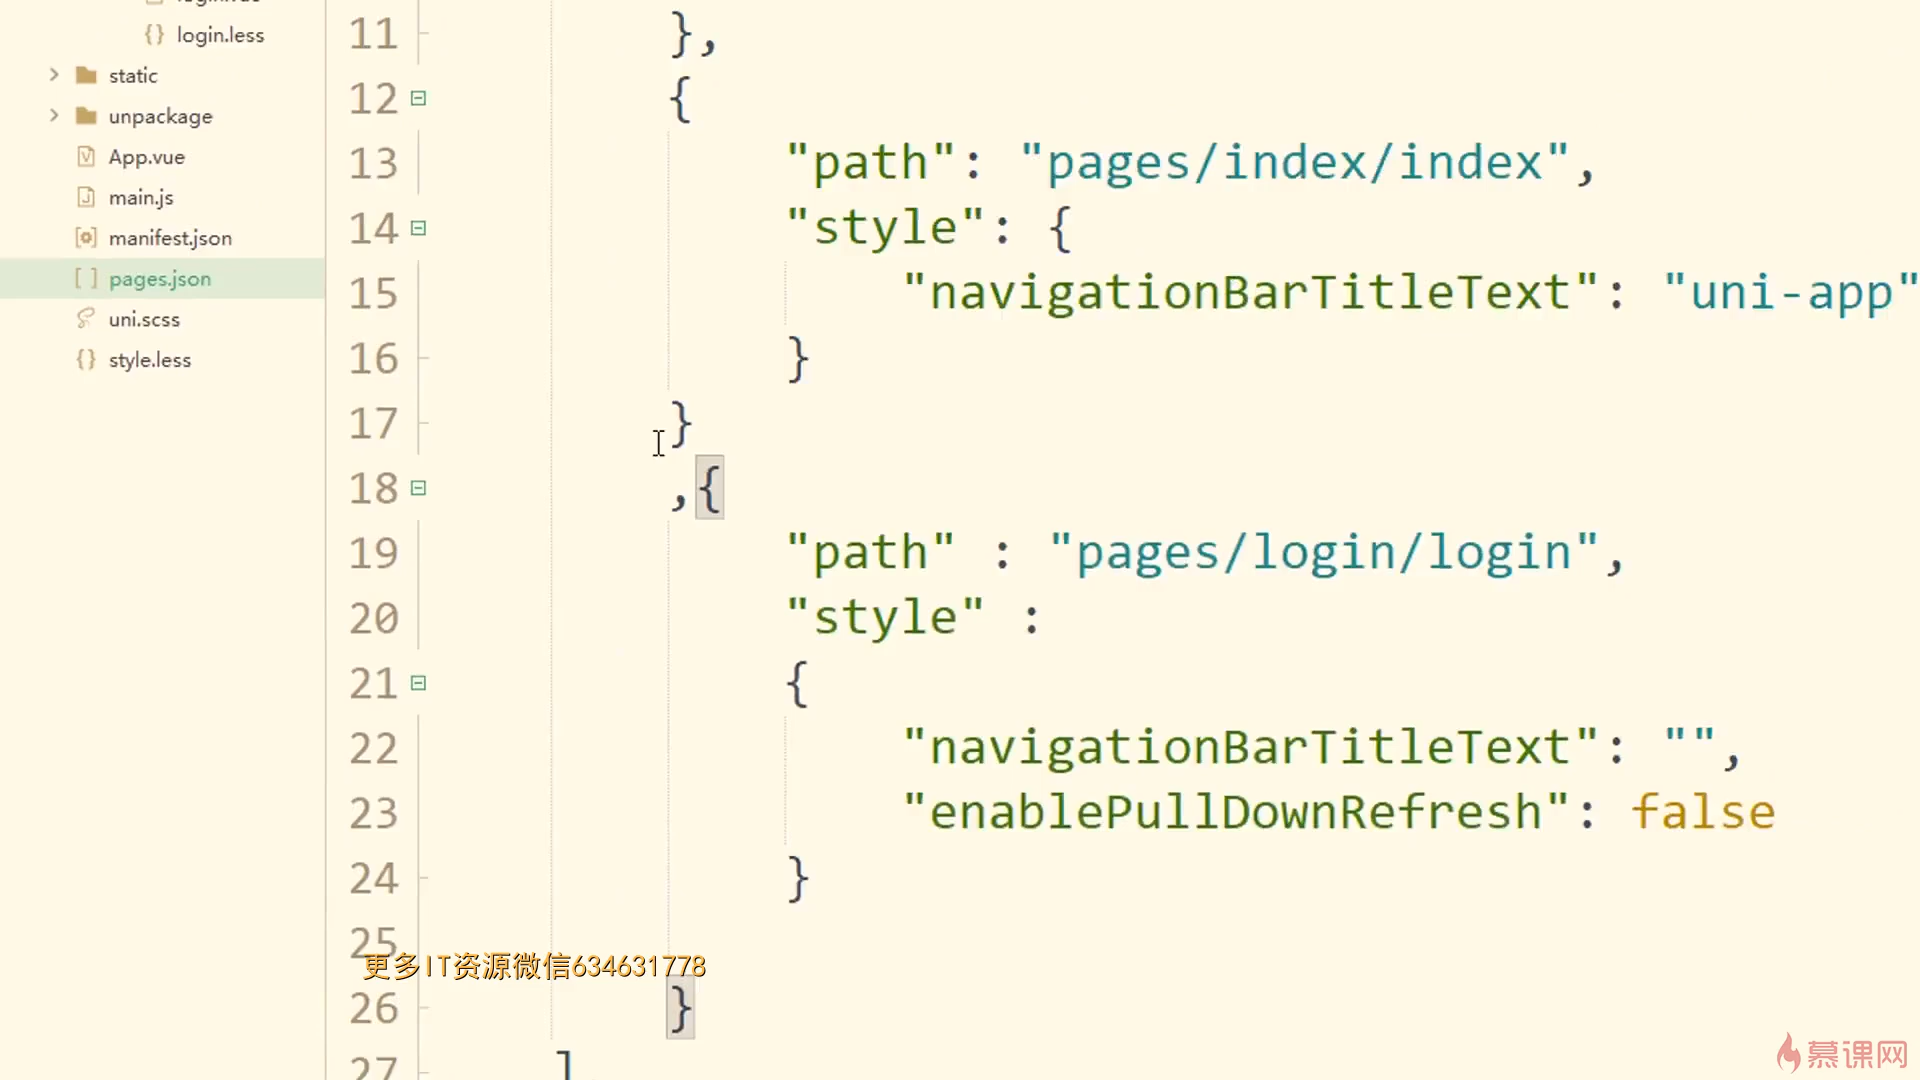 login.less
static
unpackage
App.vue
main.js
manifest.json
pages.json
uni.scss
style.less
11 },
12 {
13 "path": "pages/index/index",
14 "style": {
15 "navigationBarTitleText": "uni-app"
16 }
17 }
18 ,{
19 "path" : "pages/login/login",
20 "style" :
21 {
22 "navigationBarTitleText": "",
23 "enablePullDownRefresh": false
24 }
25
更多IT资源微信634631778
26 }
27 ]
慕课网